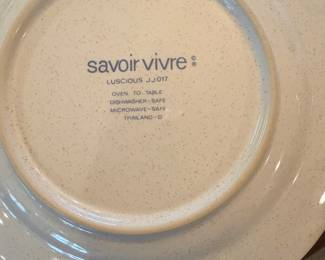 savoir vivre
LUSCIOUS JJ017
OVEN TO TABLE
DISHWASHER-SAFE
MICROWAVE-SAFE
THAILAND-D